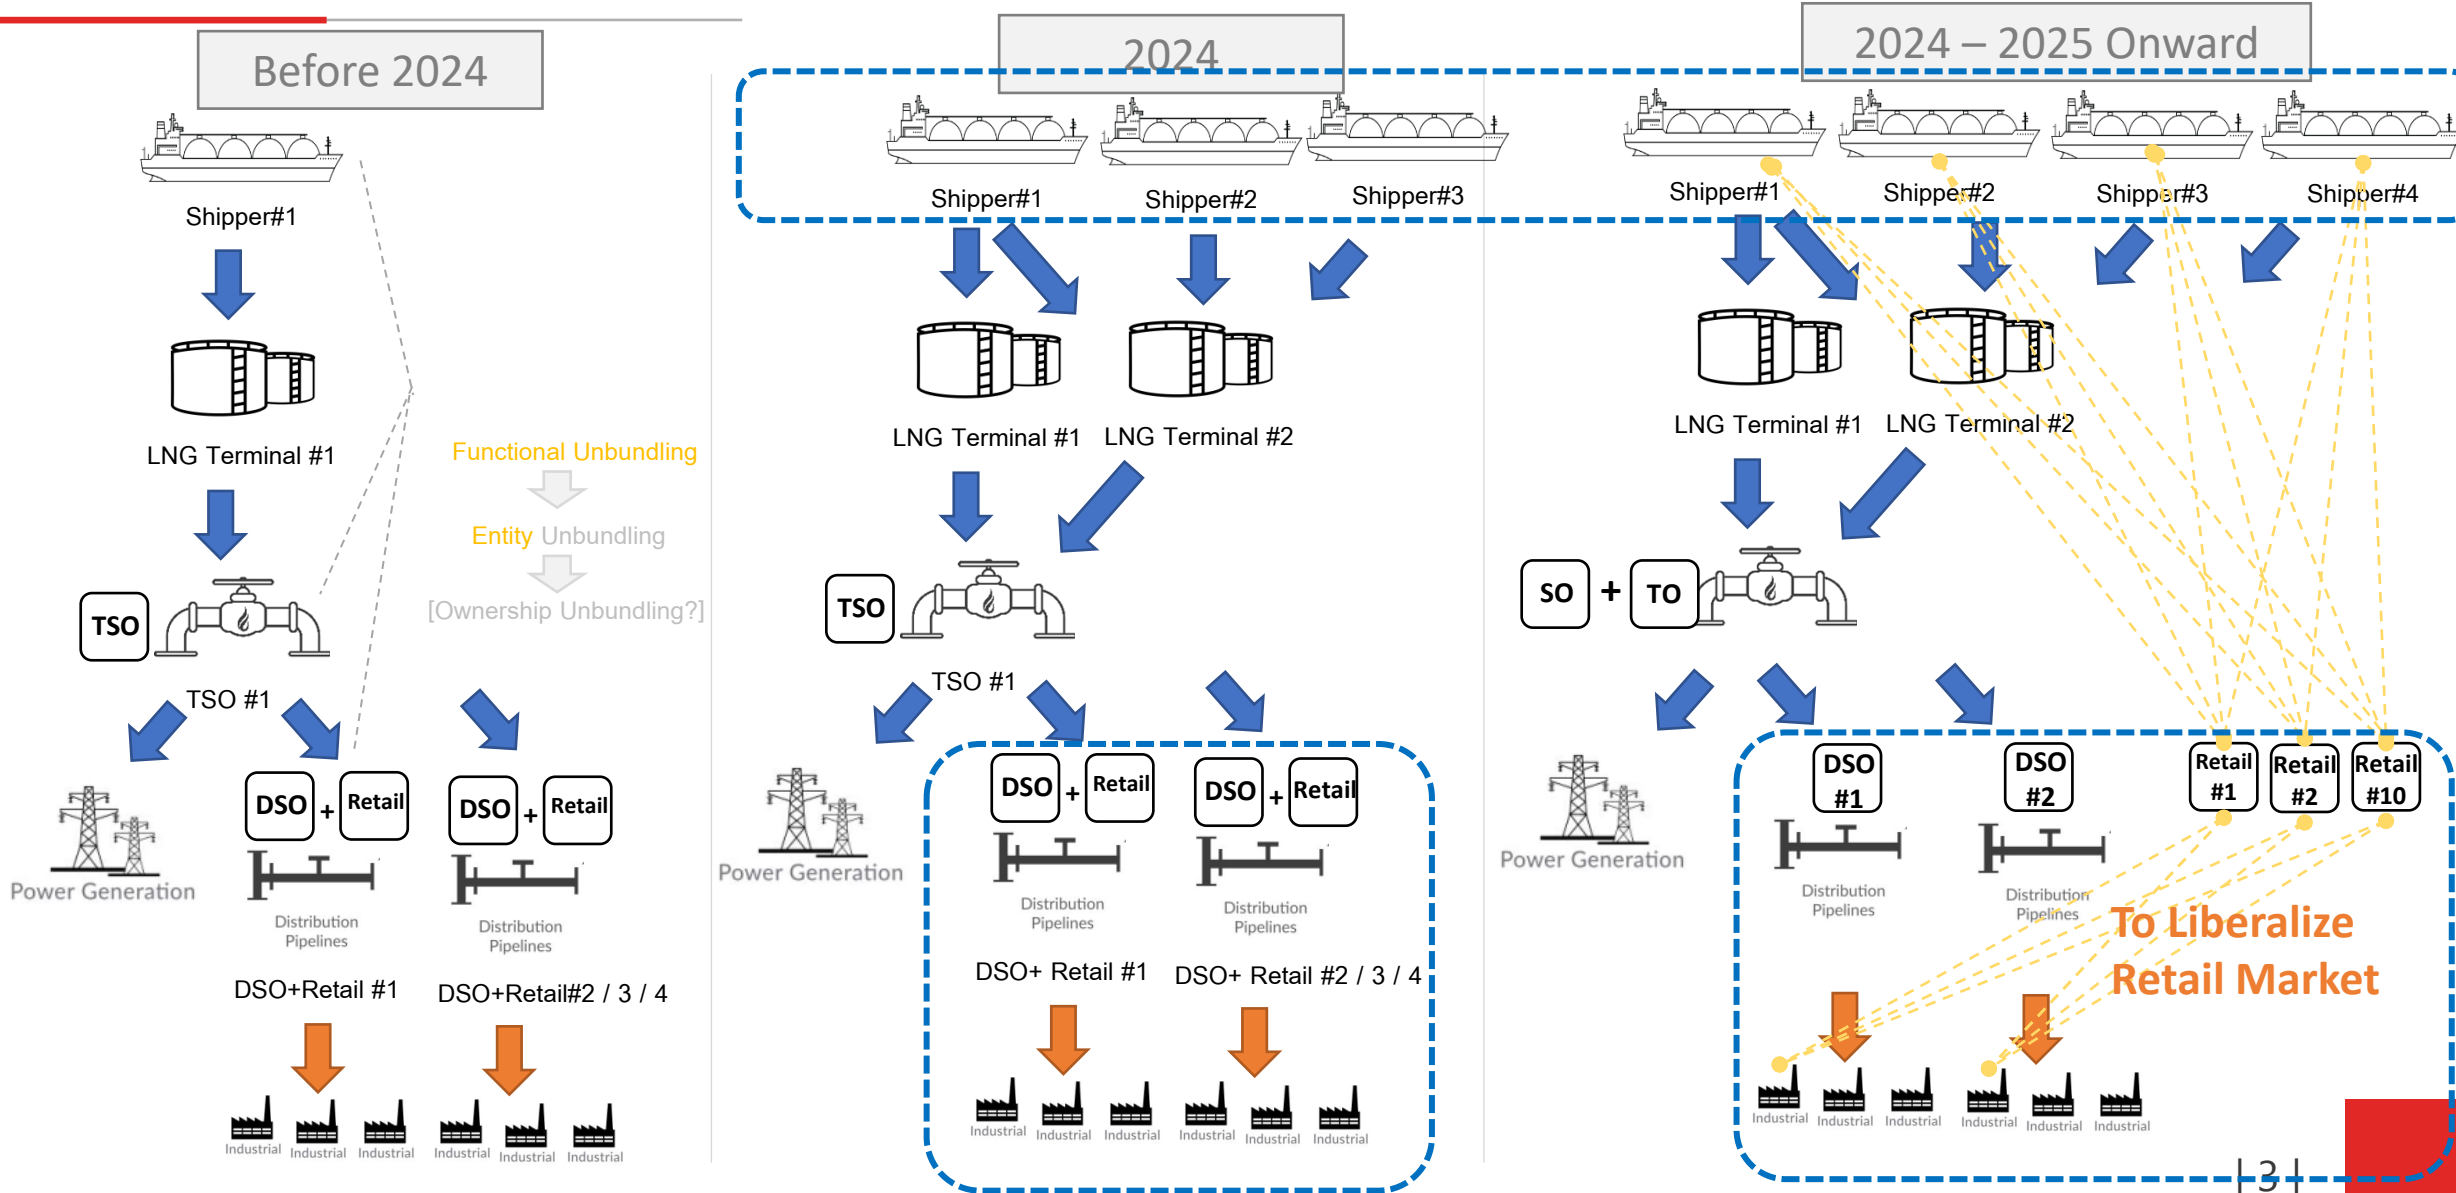 Before 2024
Shipper#1
LNG Terminal #1
Functional Unbundling
Entity Unbundling
[Ownership Unbundling?]
TSO
TSO #1
Power Generation
DSO + Retail
DSO + Retail
Distribution
Pipelines
Distribution
Pipelines
DSO+Retail #1
DSO+Retail#2 / 3 / 4
Industrial
Industrial
Industrial
Industrial
Industrial
Industrial
2024
Shipper#1
Shipper#2
Shipper#3
LNG Terminal #1
LNG Terminal #2
TSO
TSO #1
Power Generation
DSO + Retail
DSO + Retail
Distribution
Pipelines
Distribution
Pipelines
DSO+ Retail #1
DSO+ Retail #2 / 3 / 4
Industrial
Industrial
Industrial
Industrial
Industrial
Industrial
2024 – 2025 Onward
Shipper#1
Shipper#2
Shipper#3
Shipper#4
LNG Terminal #1
LNG Terminal #2
SO + TO
Power Generation
DSO
#1
DSO
#2
Retail
#1
Retail
#2
Retail
#10
Distribution
Pipelines
Distribution
Pipelines
To Liberalize
Retail Market
Industrial
Industrial
Industrial
Industrial
Industrial
Industrial
| 3 |